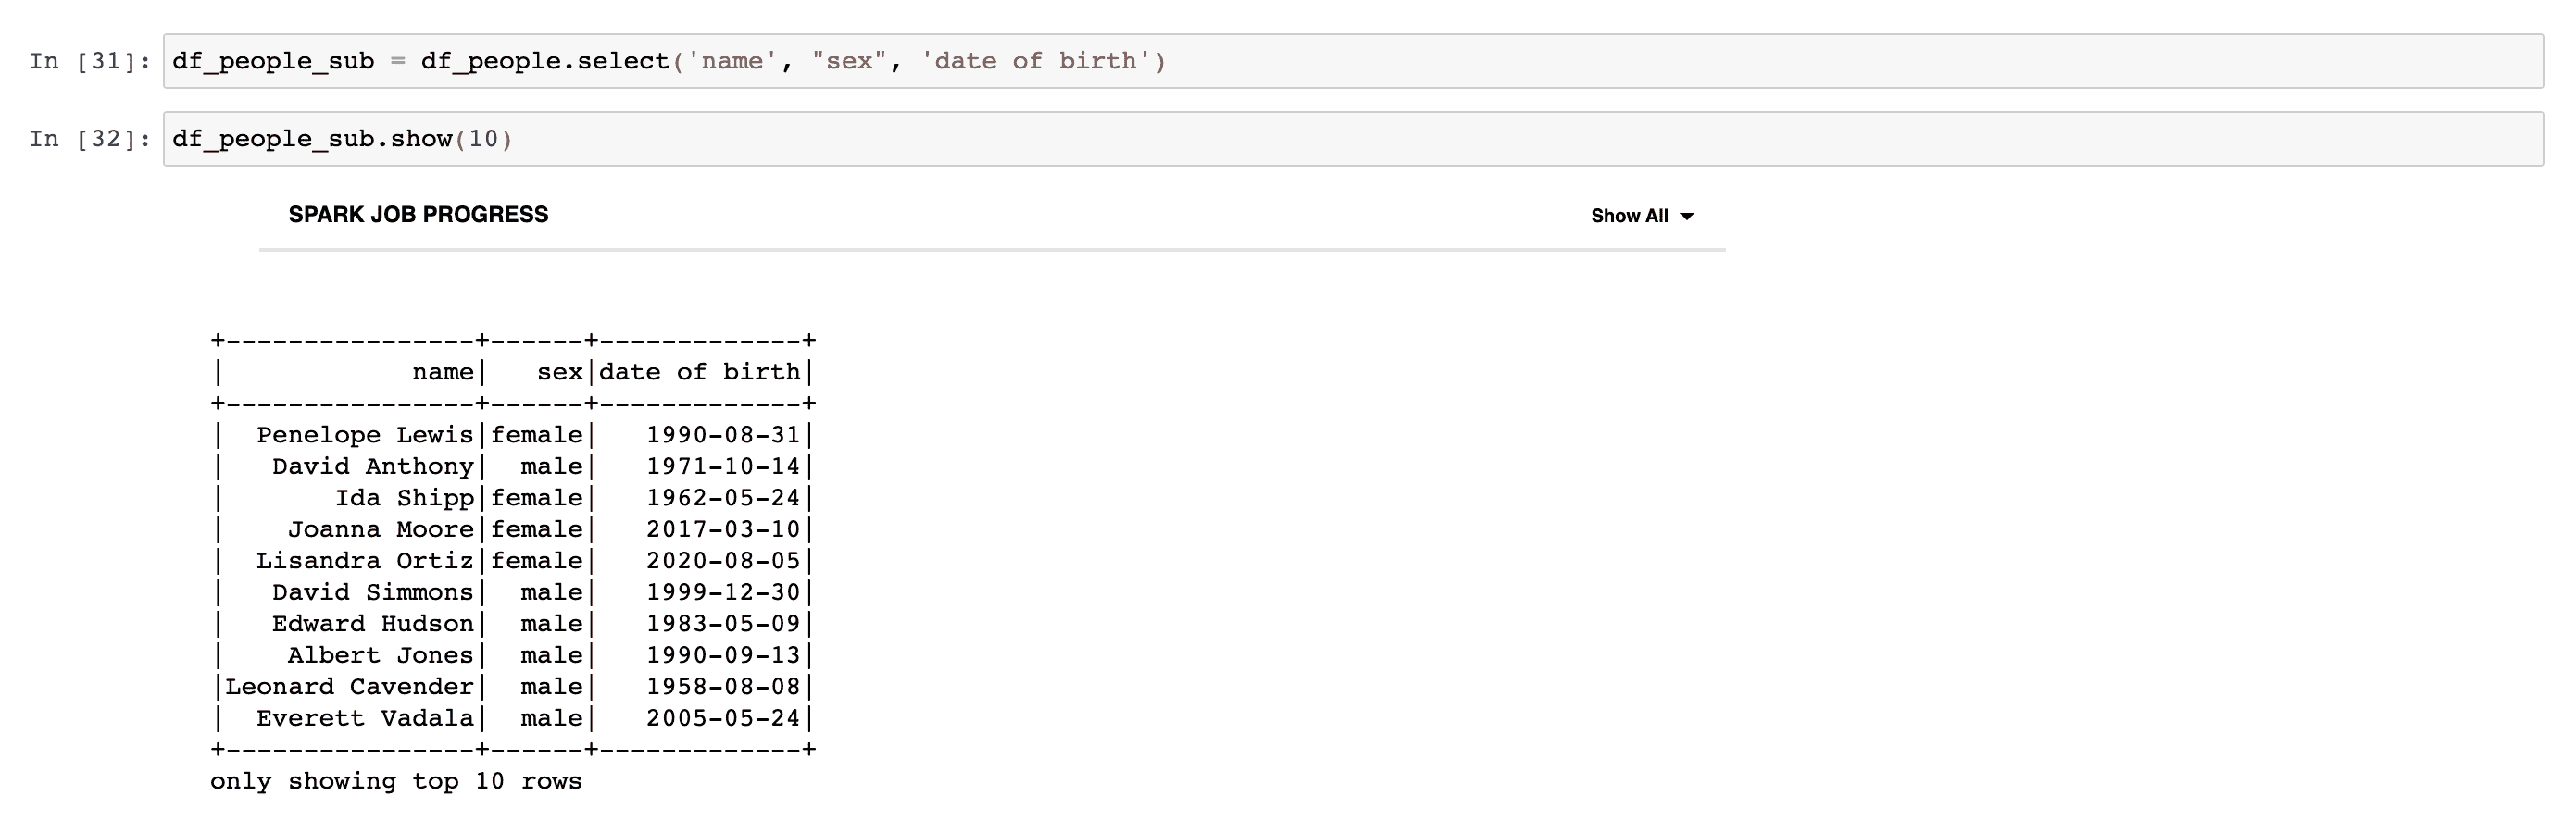 In [31]: df_people_sub = df_people.select('name', "sex", 'date of birth')
In [32]: df_people_sub.show(10)
SPARK JOB PROGRESS Show All
+----------------+------+-------------+
|            name|   sex|date of birth|
+----------------+------+-------------+
|  Penelope Lewis|female|   1990-08-31|
|   David Anthony|  male|   1971-10-14|
|       Ida Shipp|female|   1962-05-24|
|    Joanna Moore|female|   2017-03-10|
|  Lisandra Ortiz|female|   2020-08-05|
|   David Simmons|  male|   1999-12-30|
|   Edward Hudson|  male|   1983-05-09|
|    Albert Jones|  male|   1990-09-13|
|Leonard Cavender|  male|   1958-08-08|
|  Everett Vadala|  male|   2005-05-24|
+----------------+------+-------------+
only showing top 10 rows